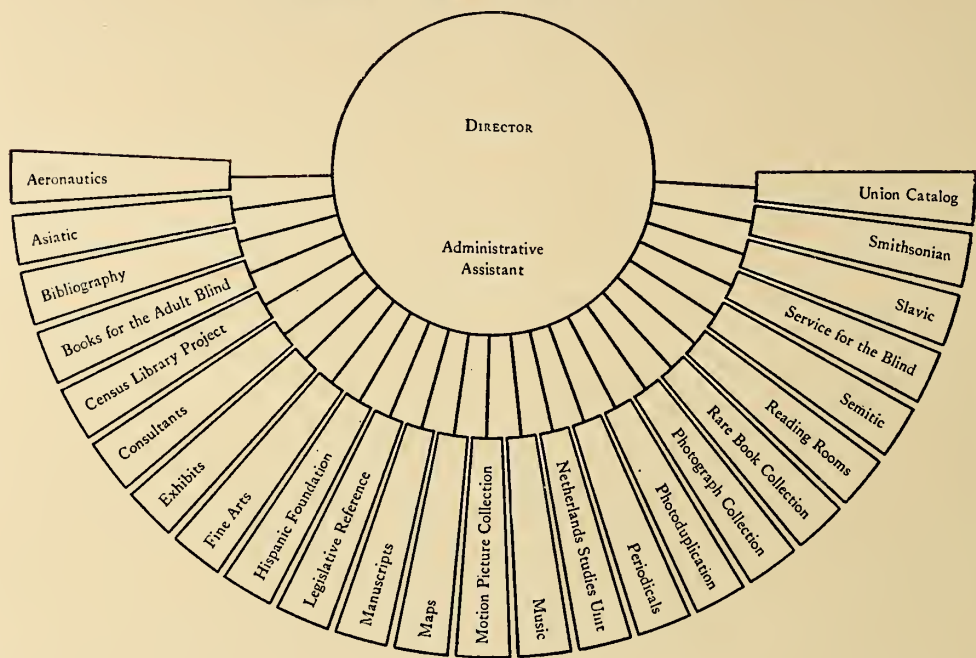 DIRECTOR
Administrative
Assistant
Aeronautics
Asiatic
Bibliography
Books for the Adult Blind
Census Library Project
Consultants
Exhibits
Fine Arts
Hispanic Foundation
Legislative Reference
Manuscripts
Maps
Motion Picture Collection
Music
Netherlands Studies Unit
Periodicals
Photoduplication
Photograph Collection
Rare Book Collection
Reading Rooms
Semitic
Service for the Blind
Slavic
Smithsonian
Union Catalog